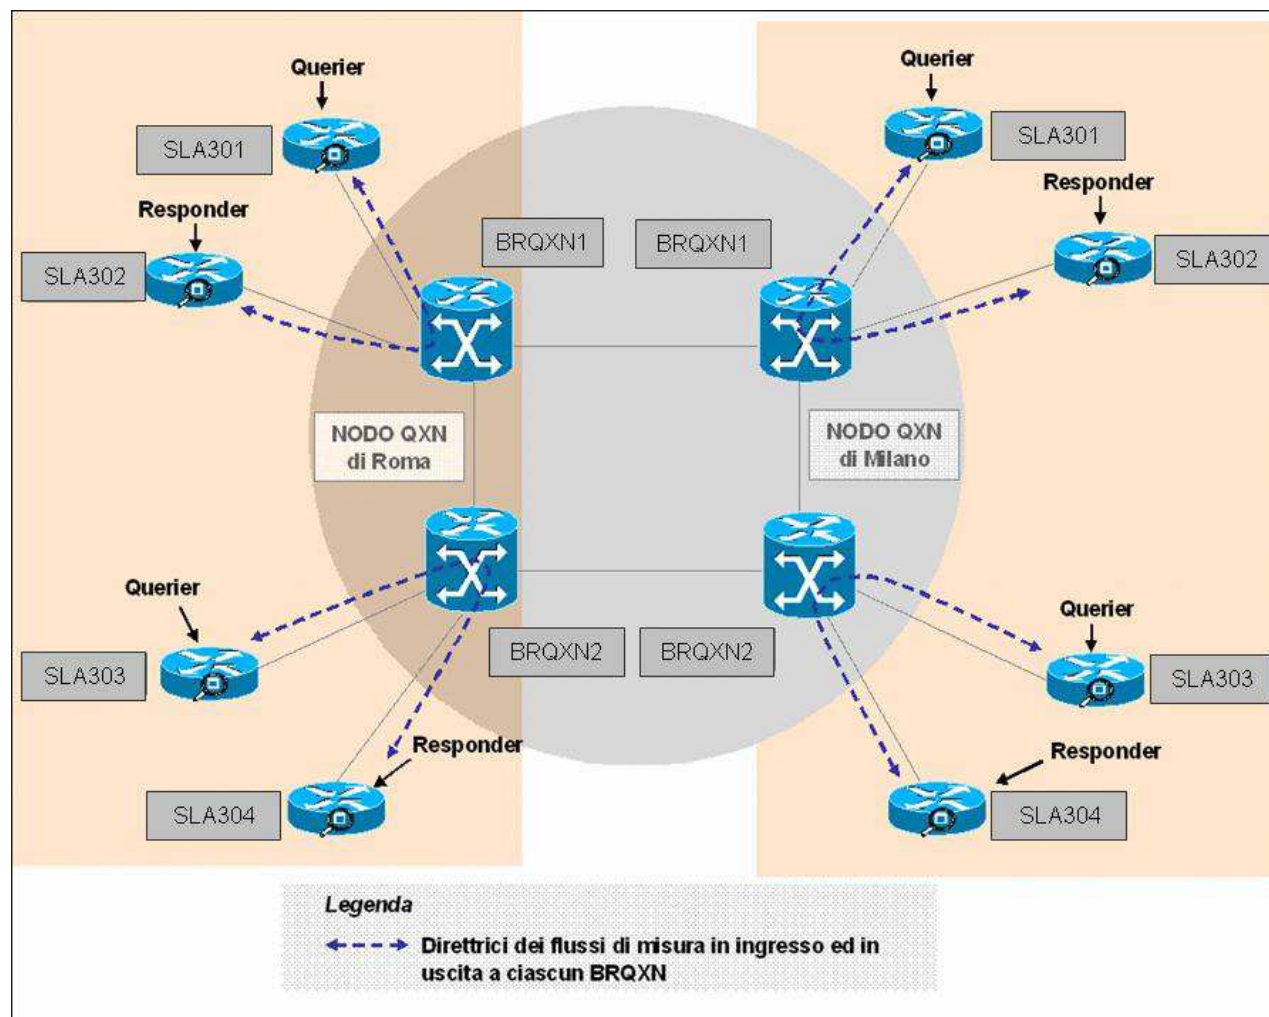 Querier
Querier
SLA301
SLA301
Responder
Responder
SLA302
SLA302
BRQXN1
BRQXN1
NODO QXN
di Roma
NODO QXN
di Milano
Querier
Querier
SLA303
SLA303
BRQXN2
BRQXN2
Responder
Responder
SLA304
SLA304
Legenda
Direttrici dei flussi di misura in ingresso ed in
uscita a ciascun BRQXN